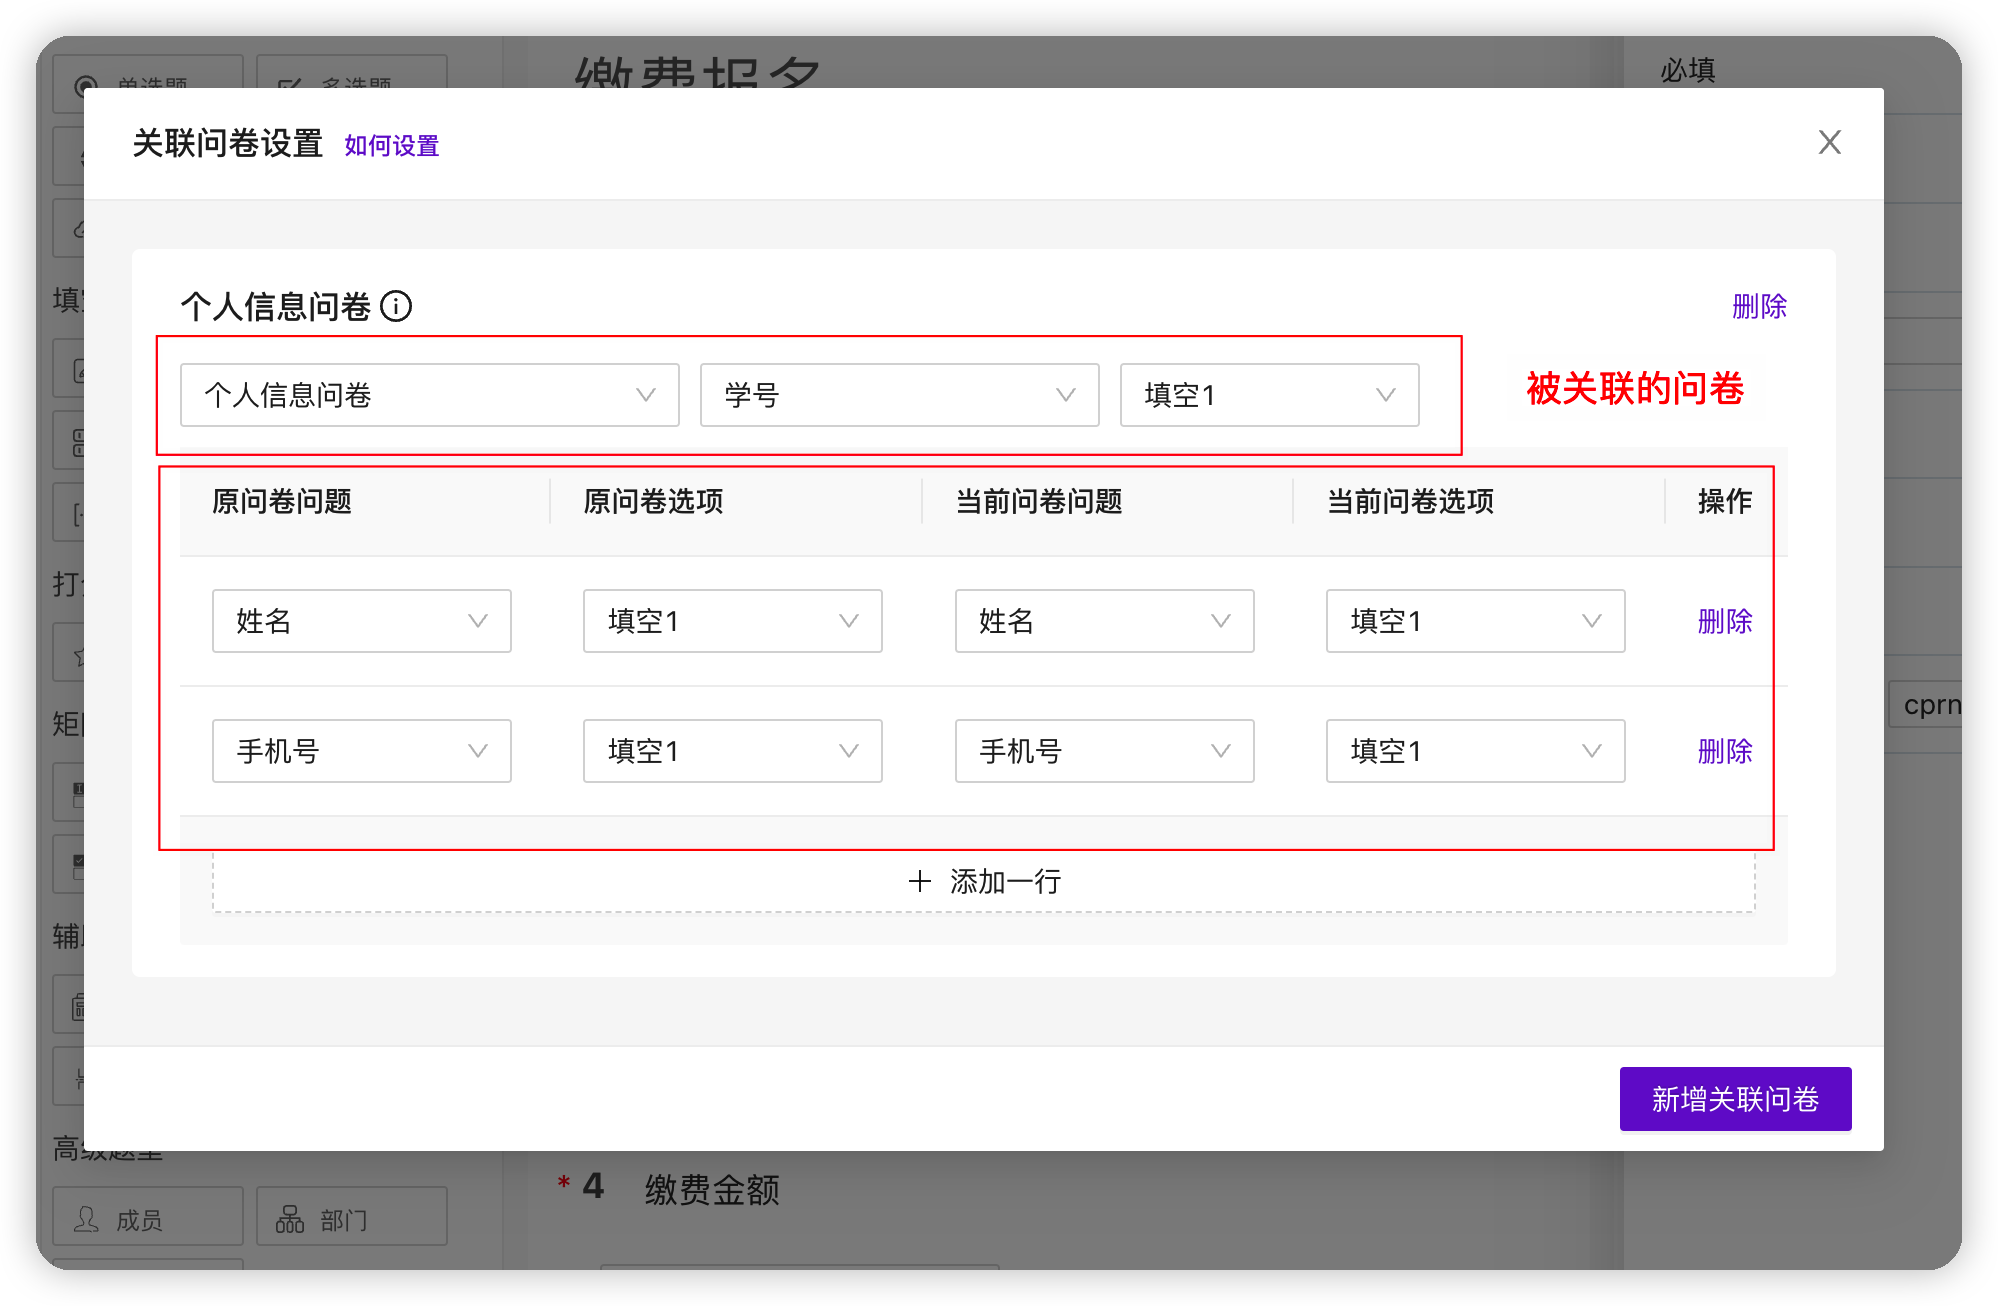 单选题 多选题 缴费报名 必填
关联问卷设置 如何设置
个人信息问卷 删除
个人信息问卷 学号 填空1 被关联的问卷
原问卷问题 原问卷选项 当前问卷问题 当前问卷选项 操作
姓名 填空1 姓名 填空1 删除
cprn
手机号 填空1 手机号 填空1 删除
添加一行
新增关联问卷
高级题型
* 4 缴费金额
成员 部门